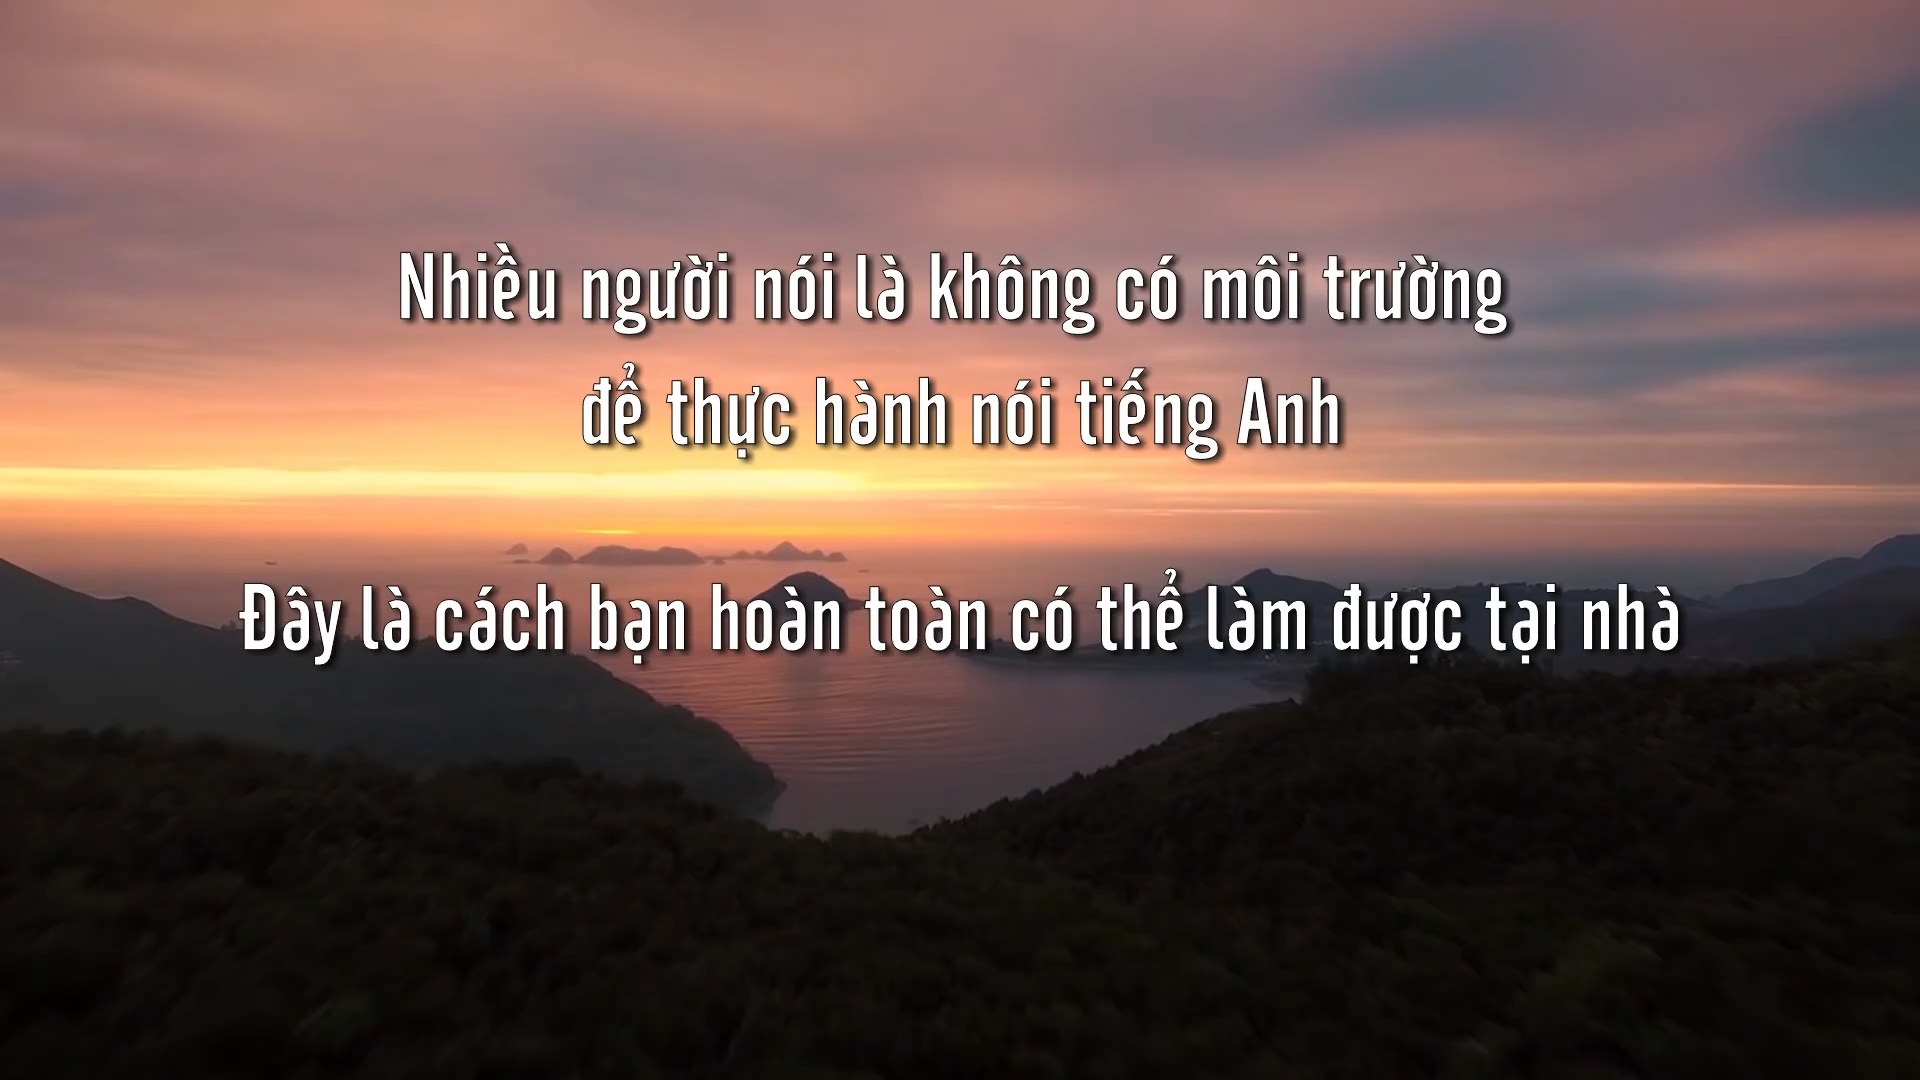 Nhiều người nói là không có môi trường
để thực hành nói tiếng Anh
Đây là cách bạn hoàn toàn có thể làm được tại nhà